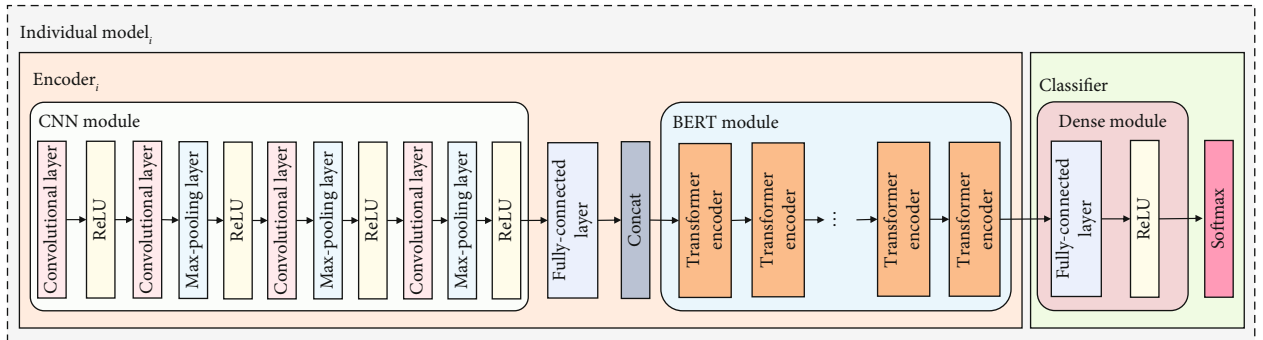 Individual model_i
Encoder_i
Classifier
CNN module
BERT module
Dense module
Convolutional layer
ReLU
Convolutional layer
Max-pooling layer
ReLU
Convolutional layer
Max-pooling layer
ReLU
Convolutional layer
Max-pooling layer
ReLU
Fully-connected
layer
Concat
Transformer
encoder
Transformer
encoder
...
Transformer
encoder
Transformer
encoder
Fully-connected
layer
ReLU
Softmax